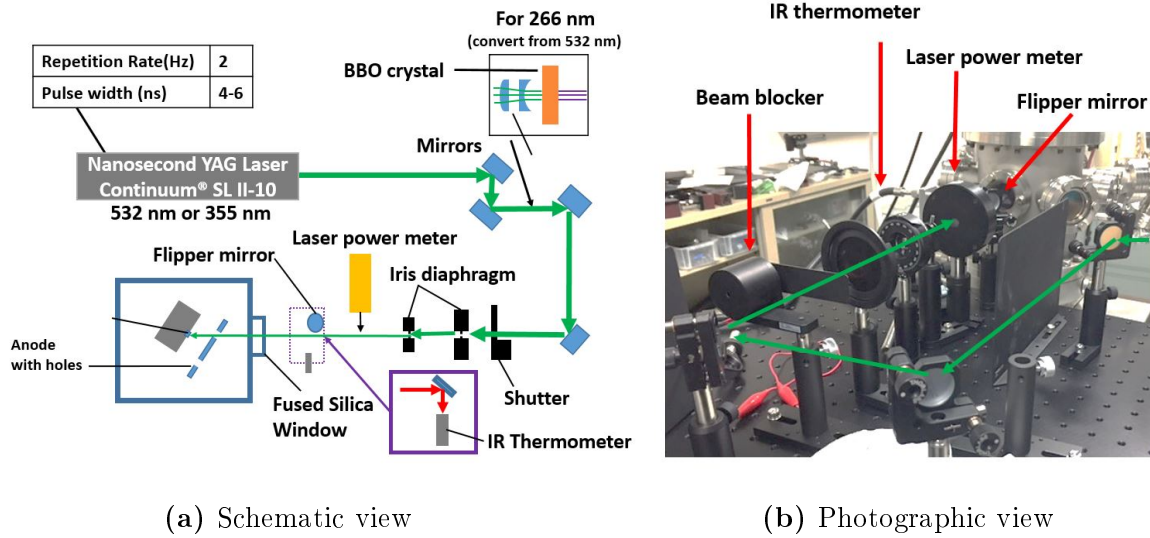 For 266 nm
(convert from 532 nm)
BBO crystal
Repetition Rate(Hz) 2
Pulse width (ns) 4-6
Mirrors
Nanosecond YAG Laser
Continuum® SL II-10
532 nm or 355 nm
Laser power meter
Flipper mirror
Iris diaphragm
Anode
with holes
Fused Silica
Window
Shutter
IR Thermometer
(a) Schematic view
IR thermometer
Laser power meter
Beam blocker
Flipper mirror
(b) Photographic view